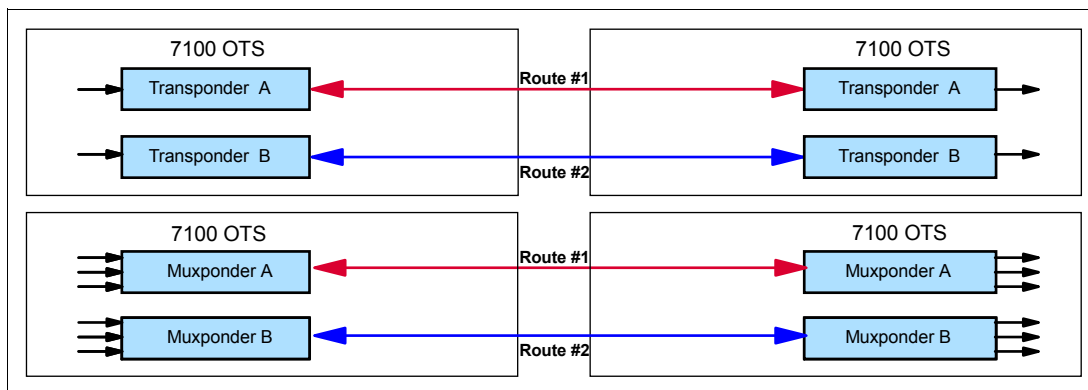 7100 OTS
7100 OTS
Transponder A
Route #1
Transponder A
Transponder B
Route #2
Transponder B
7100 OTS
7100 OTS
Muxponder A
Route #1
Muxponder A
Muxponder B
Route #2
Muxponder B